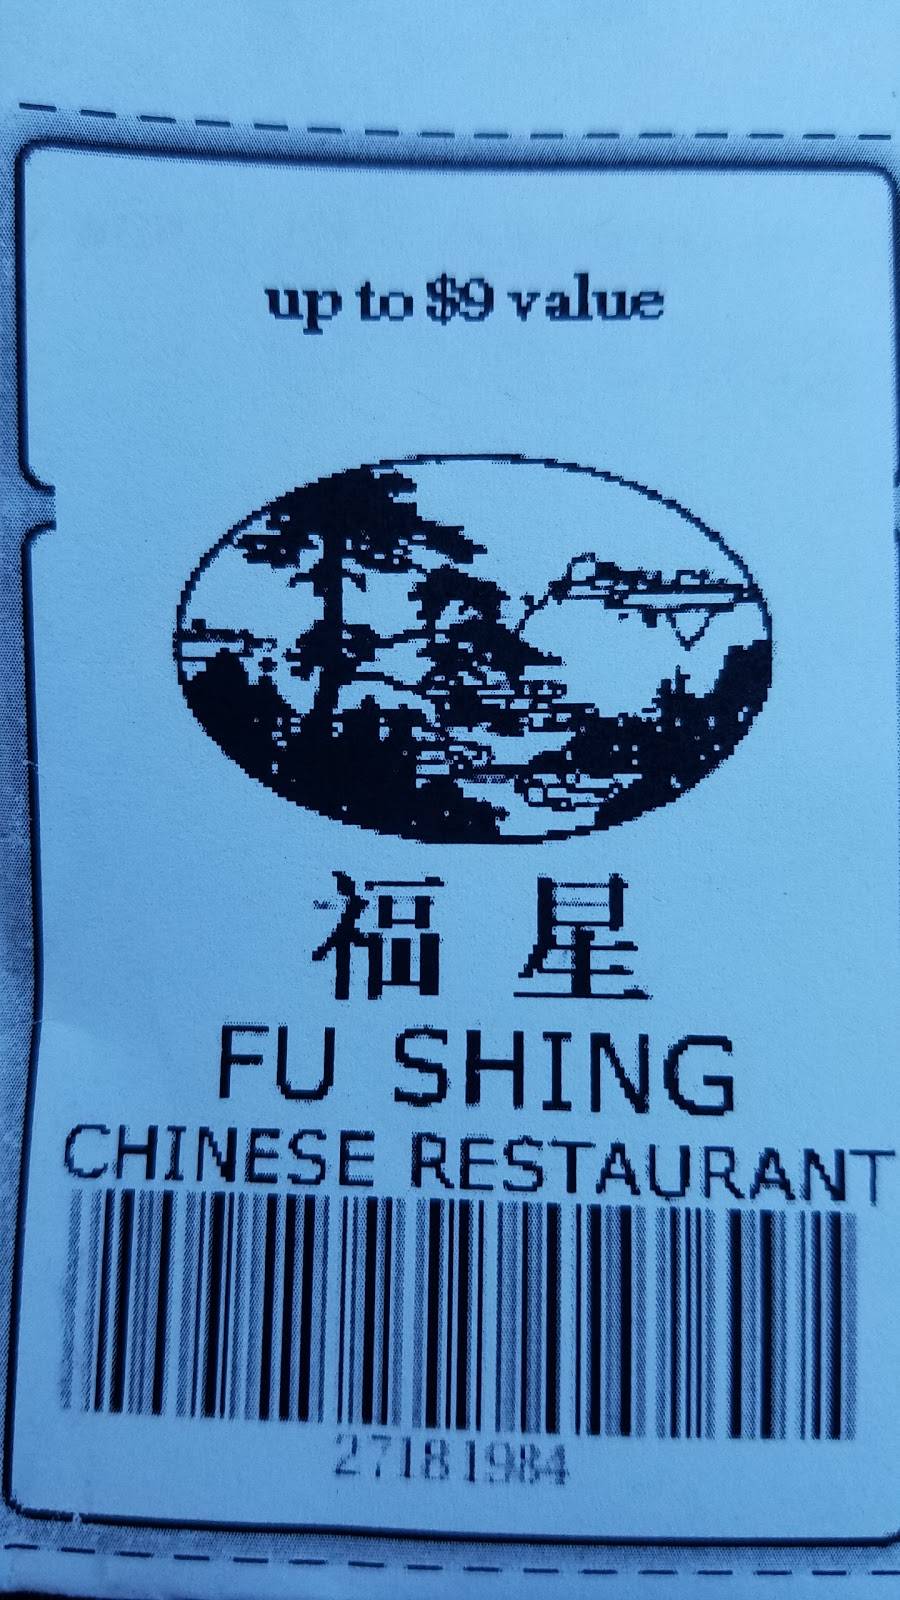 up to $9 value
福星
FU SHING
CHINESE RESTAURANT
27181984